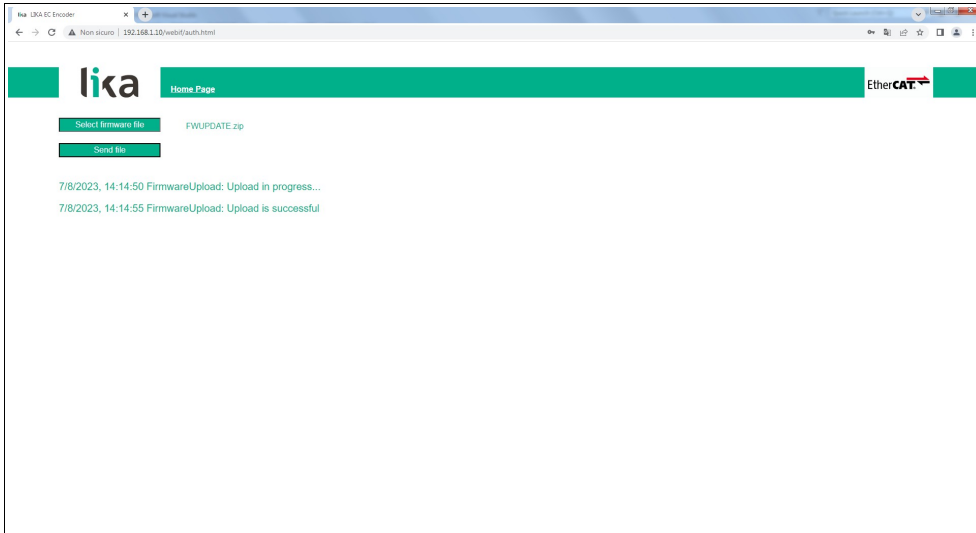 lika LIKA EC Encoder
Non sicuro | 192.168.1.10/webif/auth.html
lika
Home Page
EtherCAT
Select firmware file
FWUPDATE.zip
Send file
7/8/2023, 14:14:50 FirmwareUpload: Upload in progress...
7/8/2023, 14:14:55 FirmwareUpload: Upload is successful